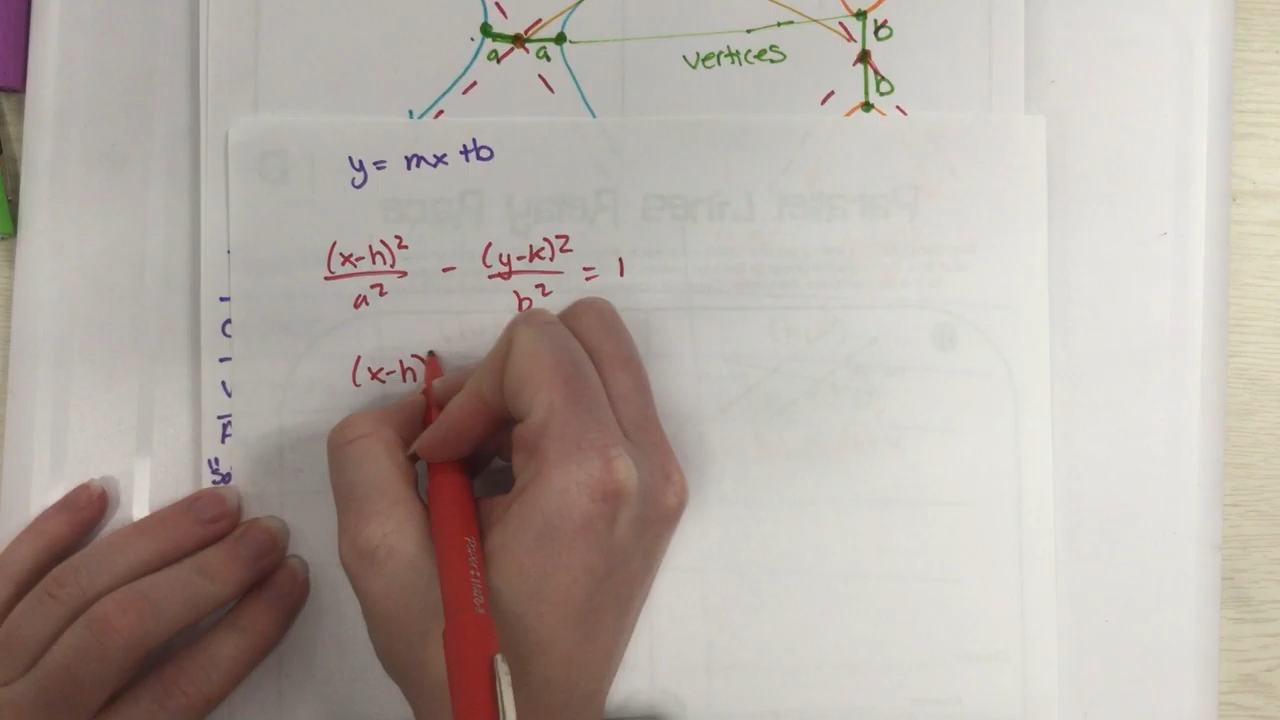 a a
vertices
b
b
y = mx + b
(x-h)²/a² - (y-k)²/b² = 1
(x-h)
Parallel Lines Relay Race